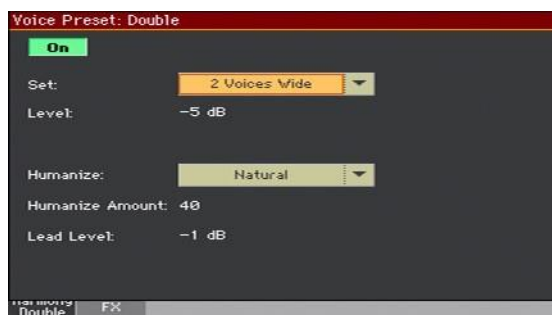 Voice Preset: Double
On
Set: 2 Voices Wide
Level: -5 dB
Humanize: Natural
Humanize Amount: 40
Lead Level: -1 dB
Double FX